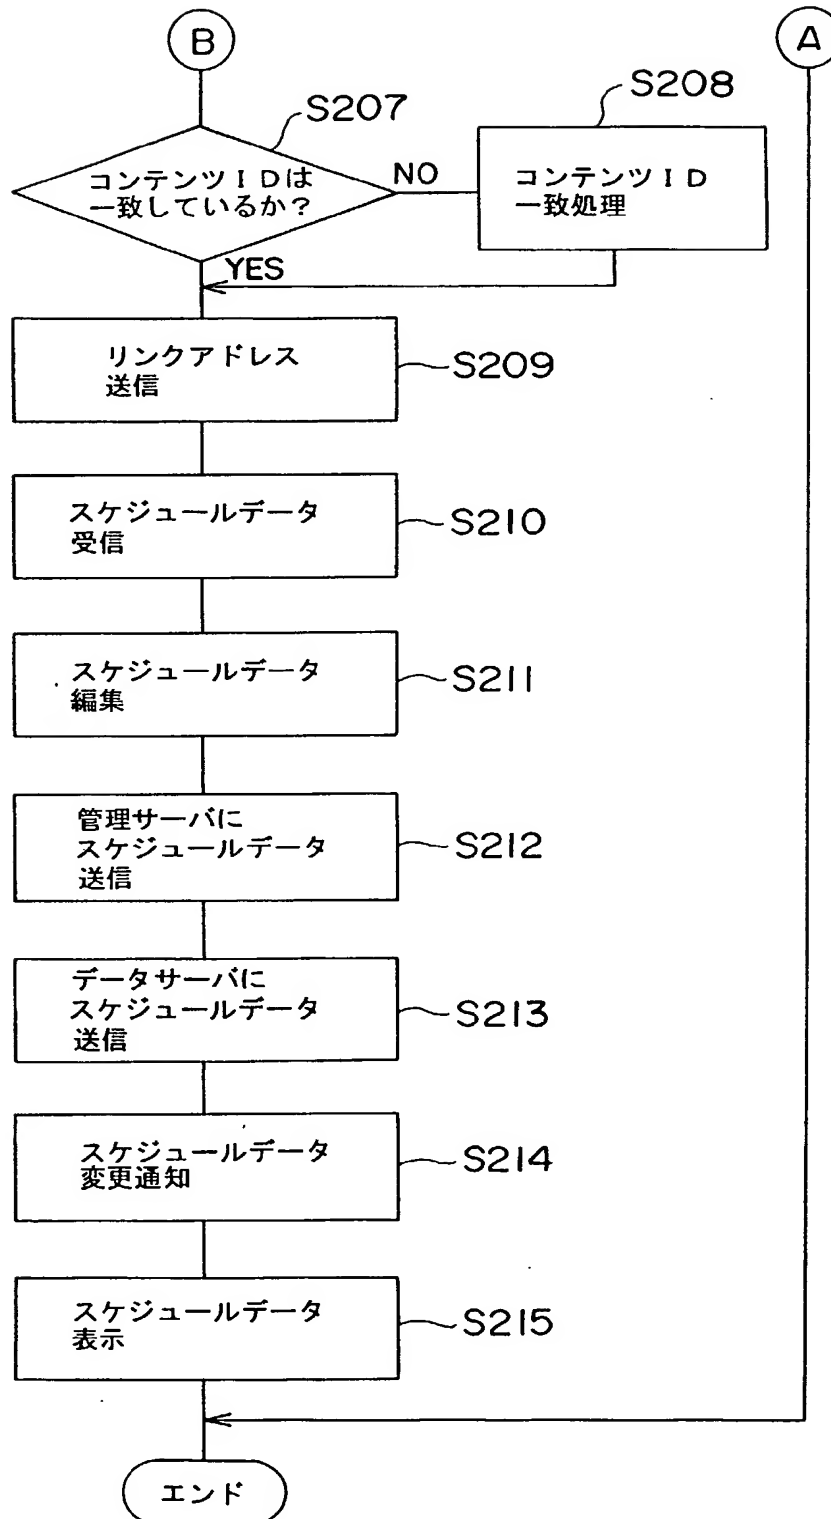 B
A
S207
S208
コンテンツIDは
一致しているか?
NO
コンテンツID
一致処理
YES
リンクアドレス
送信
S209
スケジュールデータ
受信
S210
スケジュールデータ
編集
S211
管理サーバに
スケジュールデータ
送信
S212
データサーバに
スケジュールデータ
送信
S213
スケジュールデータ
変更通知
S214
スケジュールデータ
表示
S215
エンド